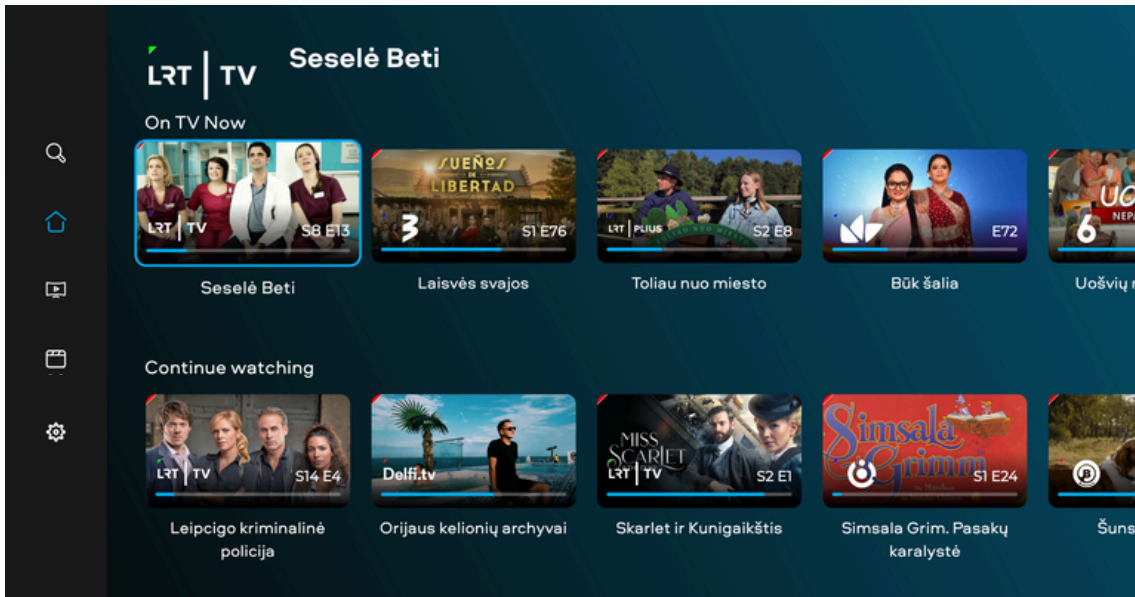 LRT TV
Seselė Beti
On TV Now
LRT TV
S8 E13
SUEÑOS
DE
LIBERTAD
3
S1 E76
LRT PLIUS
S2 E8
E72
UO
NEPA
6
Seselė Beti
Laisvės svajos
Toliau nuo miesto
Būk šalia
Uošvių
Continue watching
LRT TV
S14 E4
Delfi.tv
MISS
SCARLET
LRT TV
S2 E1
Simsala
Grimm
S1 E24
B
Leipcigo kriminalinė
policija
Orijaus kelionių archyvai
Skarlet ir Kunigaikštis
Simsala Grim. Pasakų
karalystė
Šuns